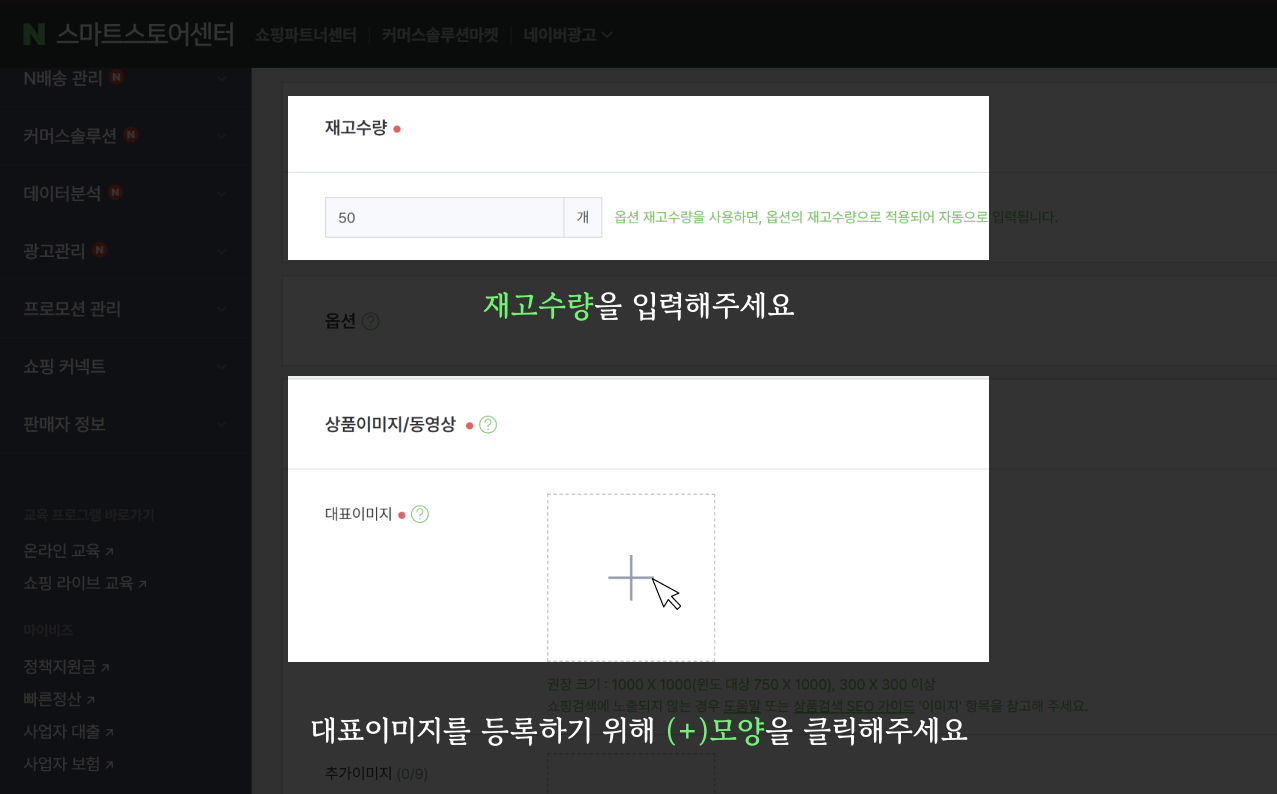 N 스마트스토어센터 쇼핑파트너센터 커머스솔루션마켓 네이버광고
N배송 관리 N
커머스솔루션 N
데이터분석 N
광고관리 N
프로모션 관리
쇼핑 커넥트
판매자 정보
교육 프로그램 바로가기
온라인 교육
쇼핑 라이브 교육
마이비즈
정책지원금
빠른정산
사업자 대출
사업자 보험
재고수량
50 개 옵션 재고수량을 사용하면, 옵션의 재고수량으로 적용되어 자동으로 입력됩니다.
재고수량을 입력해주세요
옵션 ?
상품이미지/동영상 ?
대표이미지 ?
권장 크기 : 1000 X 1000(윈도 대상 750 X 1000), 300 X 300 이상
쇼핑검색에 노출되지 않는 경우 도움말 또는 상품검색 SEO 가이드 '이미지' 항목을 참고해 주세요.
대표이미지를 등록하기 위해 (+)모양을 클릭해주세요
추가이미지 (0/9)